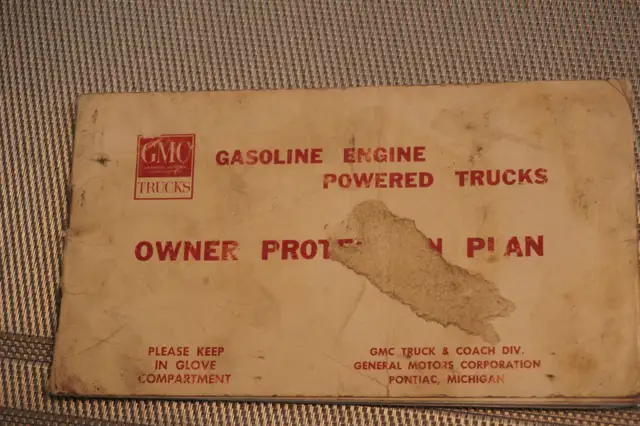 GMC
TRUCKS
GASOLINE ENGINE
POWERED TRUCKS
OWNER PLAN
PLEASE KEEP
IN GLOVE
COMPARTMENT
GMC TRUCK & COACH DIV.
GENERAL MOTORS CORPORATION
PONTIAC, MICHIGAN